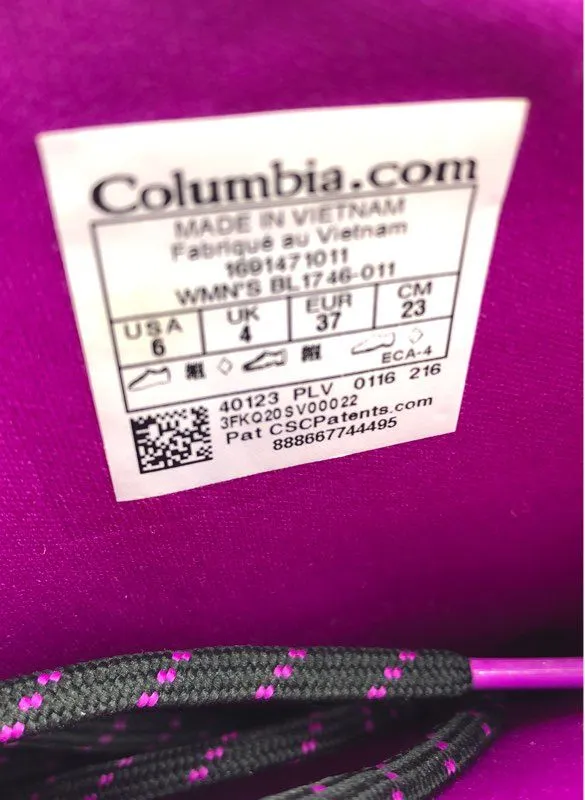 Columbia.com
MADE IN VIETNAM
Fabriqué au Vietnam
1691471011
WMN'S BL1746-011
USA UK EUR CM
6 4 37 23
ECA-4
40123 PLV 0116 216
3FKQ20SV00022
Pat CSCPatents.com
888667744495